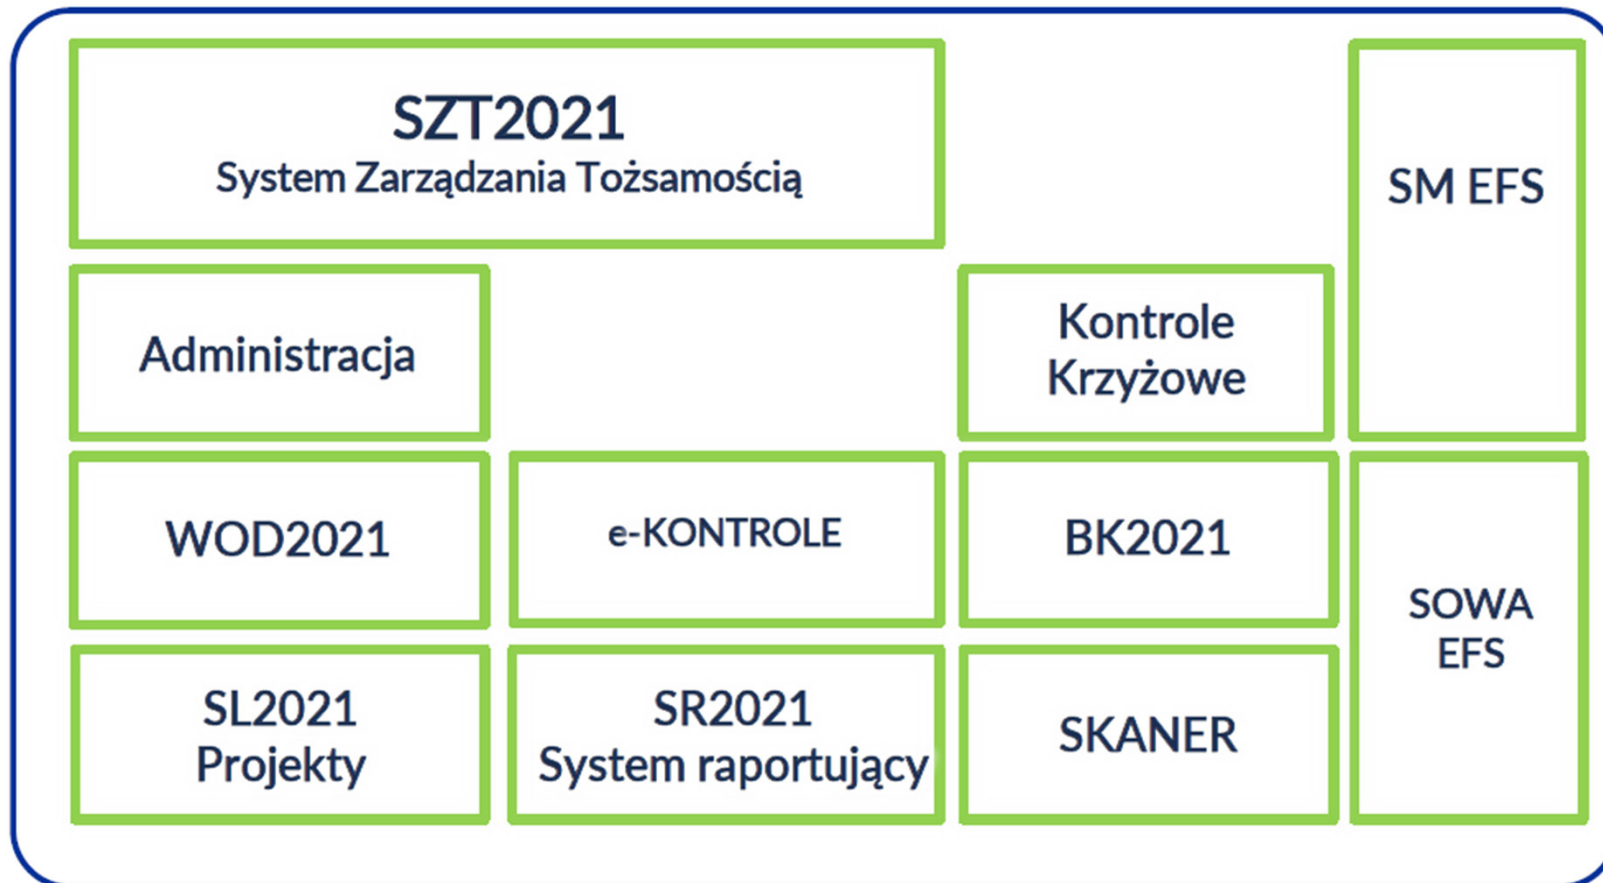 SZT2021
System Zarządzania Tożsamością
SM EFS
Administracja
Kontrole
Krzyżowe
WOD2021
e-KONTROLE
BK2021
SOWA
EFS
SL2021
Projekty
SR2021
System raportujący
SKANER